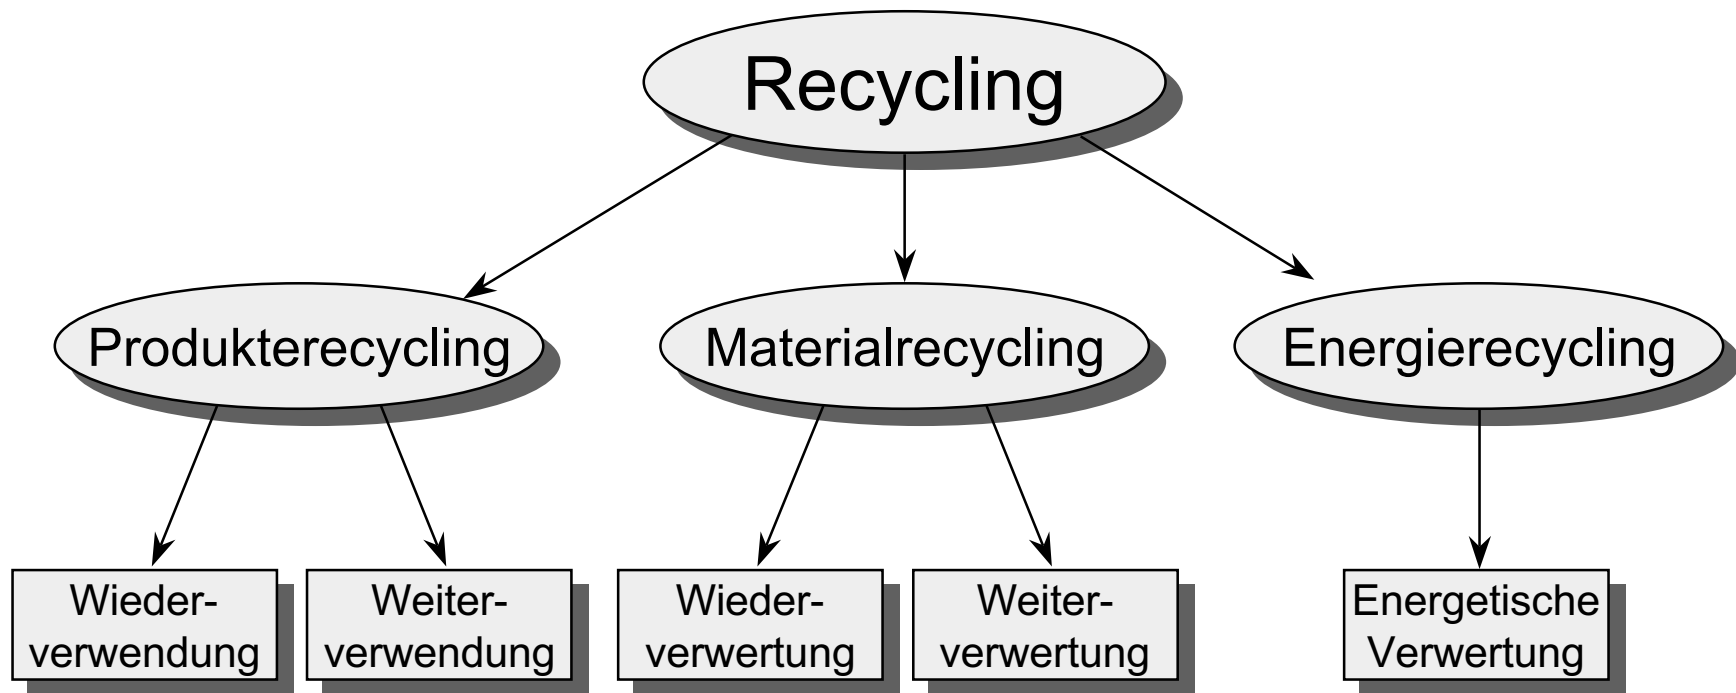 Recycling
Produkterecycling
Materialrecycling
Energierecycling
Wieder-
verwendung
Weiter-
verwendung
Wieder-
verwertung
Weiter-
verwertung
Energetische
Verwertung